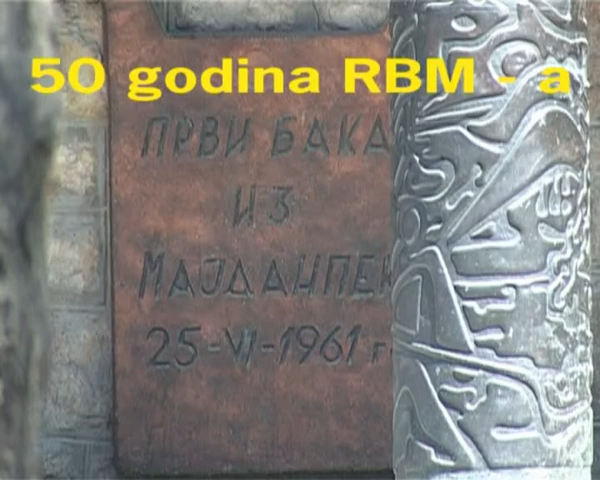 50 godina RBM - a
ПРВИ БАКА
ИЗ
МАЈДАНПЕК
25-VI-1961 г.